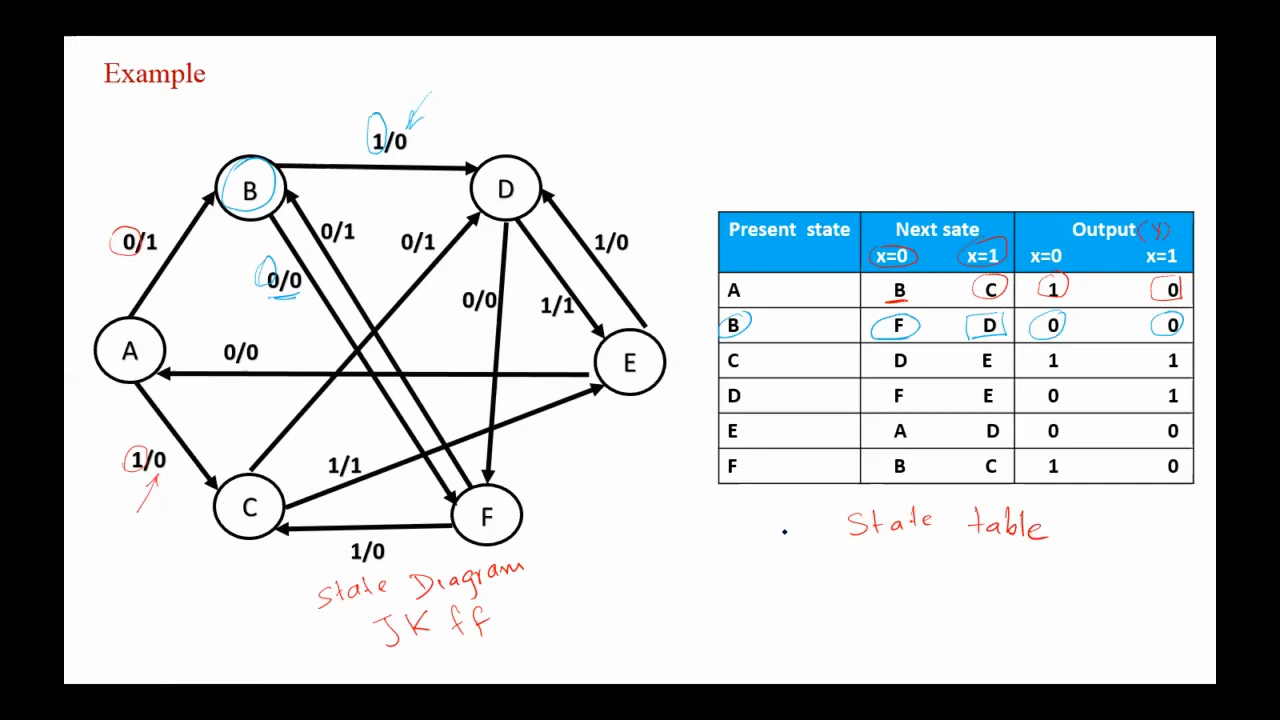 Example
1/0
B
D
0/1
0/1
0/1
1/0
0/0
0/0
1/1
A
0/0
E
1/0
1/1
C
F
1/0
State Diagram
JK ff
Present state Next sate Output (Y)
x=0 x=1 x=0 x=1
A B C 1 0
B F D 0 0
C D E 1 1
D F E 0 1
E A D 0 0
F B C 1 0
State table